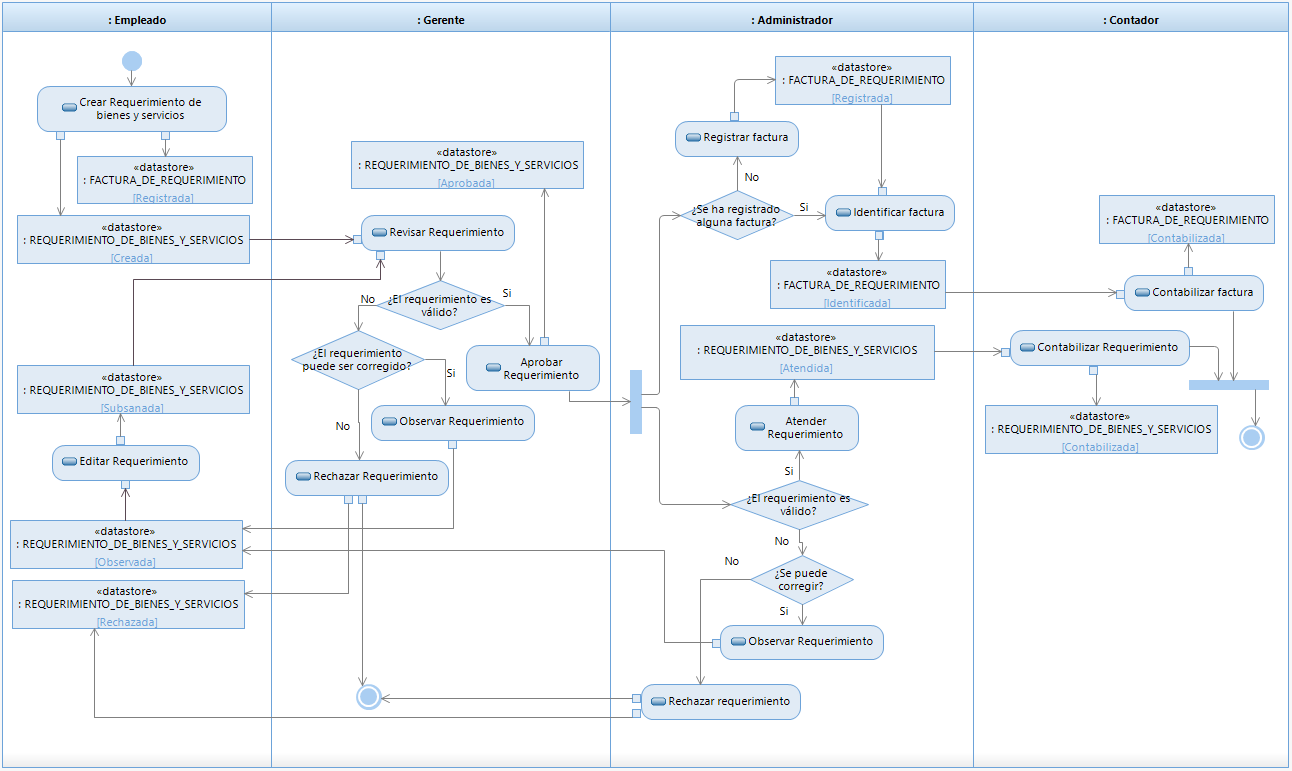 : Empleado
: Gerente
: Administrador
: Contador
Crear Requerimiento de
bienes y servicios
«datastore»
: FACTURA_DE_REQUERIMIENTO
[Registrada]
«datastore»
: REQUERIMIENTO_DE_BIENES_Y_SERVICIOS
[Creada]
«datastore»
: REQUERIMIENTO_DE_BIENES_Y_SERVICIOS
[Subsanada]
Editar Requerimiento
«datastore»
: REQUERIMIENTO_DE_BIENES_Y_SERVICIOS
[Observada]
«datastore»
: REQUERIMIENTO_DE_BIENES_Y_SERVICIOS
[Rechazada]
«datastore»
: REQUERIMIENTO_DE_BIENES_Y_SERVICIOS
[Aprobada]
Revisar Requerimiento
No
¿El requerimiento es
válido?
Si
¿El requerimiento
puede ser corregido?
Si
Aprobar
Requerimiento
Observar Requerimiento
No
Rechazar Requerimiento
«datastore»
: FACTURA_DE_REQUERIMIENTO
[Registrada]
Registrar factura
No
¿Se ha registrado
alguna factura?
Si
Identificar factura
«datastore»
: FACTURA_DE_REQUERIMIENTO
[Identificada]
«datastore»
: REQUERIMIENTO_DE_BIENES_Y_SERVICIOS
[Atendida]
Atender
Requerimiento
Si
¿El requerimiento es
válido?
No
No
¿Se puede
corregir?
Si
Observar Requerimiento
Rechazar requerimiento
«datastore»
: FACTURA_DE_REQUERIMIENTO
[Contabilizada]
Contabilizar factura
Contabilizar Requerimiento
«datastore»
: REQUERIMIENTO_DE_BIENES_Y_SERVICIOS
[Contabilizada]